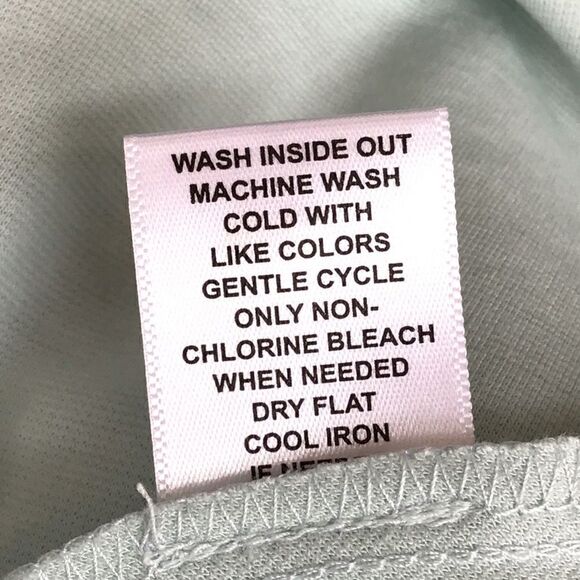 WASH INSIDE OUT
MACHINE WASH
COLD WITH
LIKE COLORS
GENTLE CYCLE
ONLY NON-
CHLORINE BLEACH
WHEN NEEDED
DRY FLAT
COOL IRON
IF